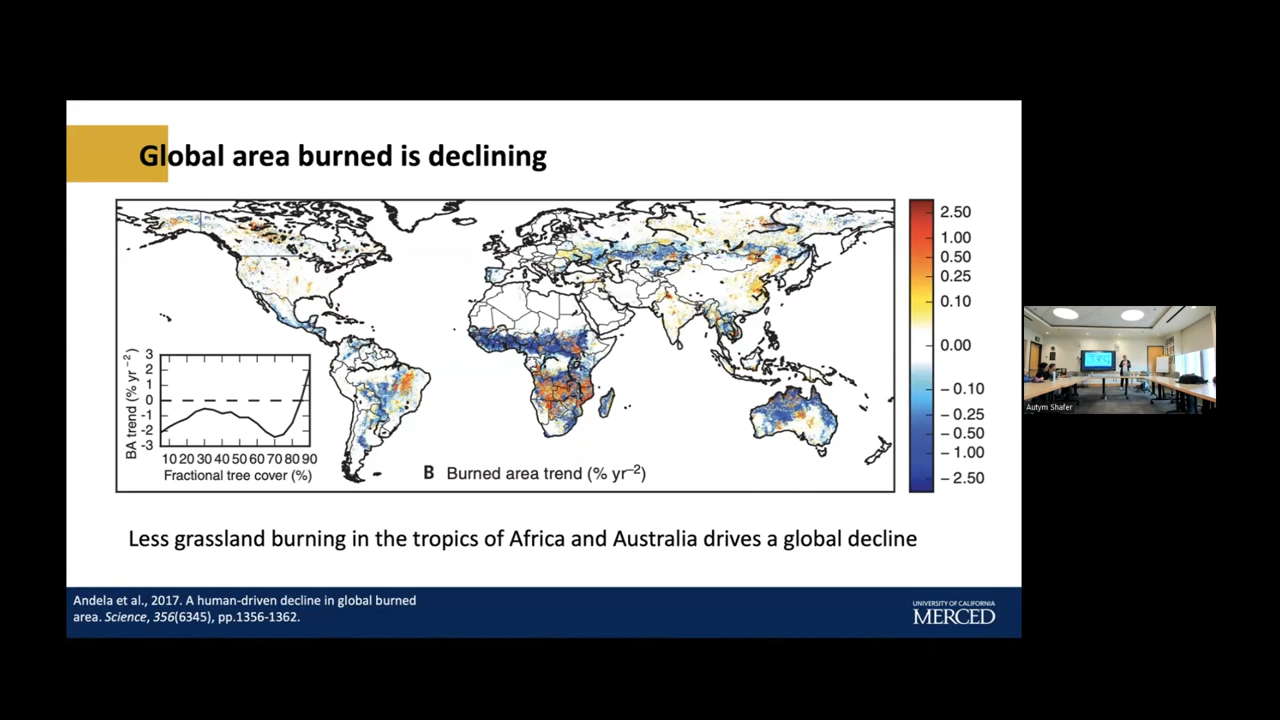 Global area burned is declining
2.50
1.00
0.50
0.25
0.10
0.00
− 0.10
− 0.25
− 0.50
− 1.00
− 2.50
BA trend (% yr⁻²)
3
2
1
0
-1
-2
-3
10 20 30 40 50 60 70 80 90
Fractional tree cover (%)
B Burned area trend (% yr⁻²)
Less grassland burning in the tropics of Africa and Australia drives a global decline
Andela et al., 2017. A human-driven decline in global burned
area. Science, 356(6345), pp.1356-1362.
UNIVERSITY OF CALIFORNIA
MERCED
Autym Shafer